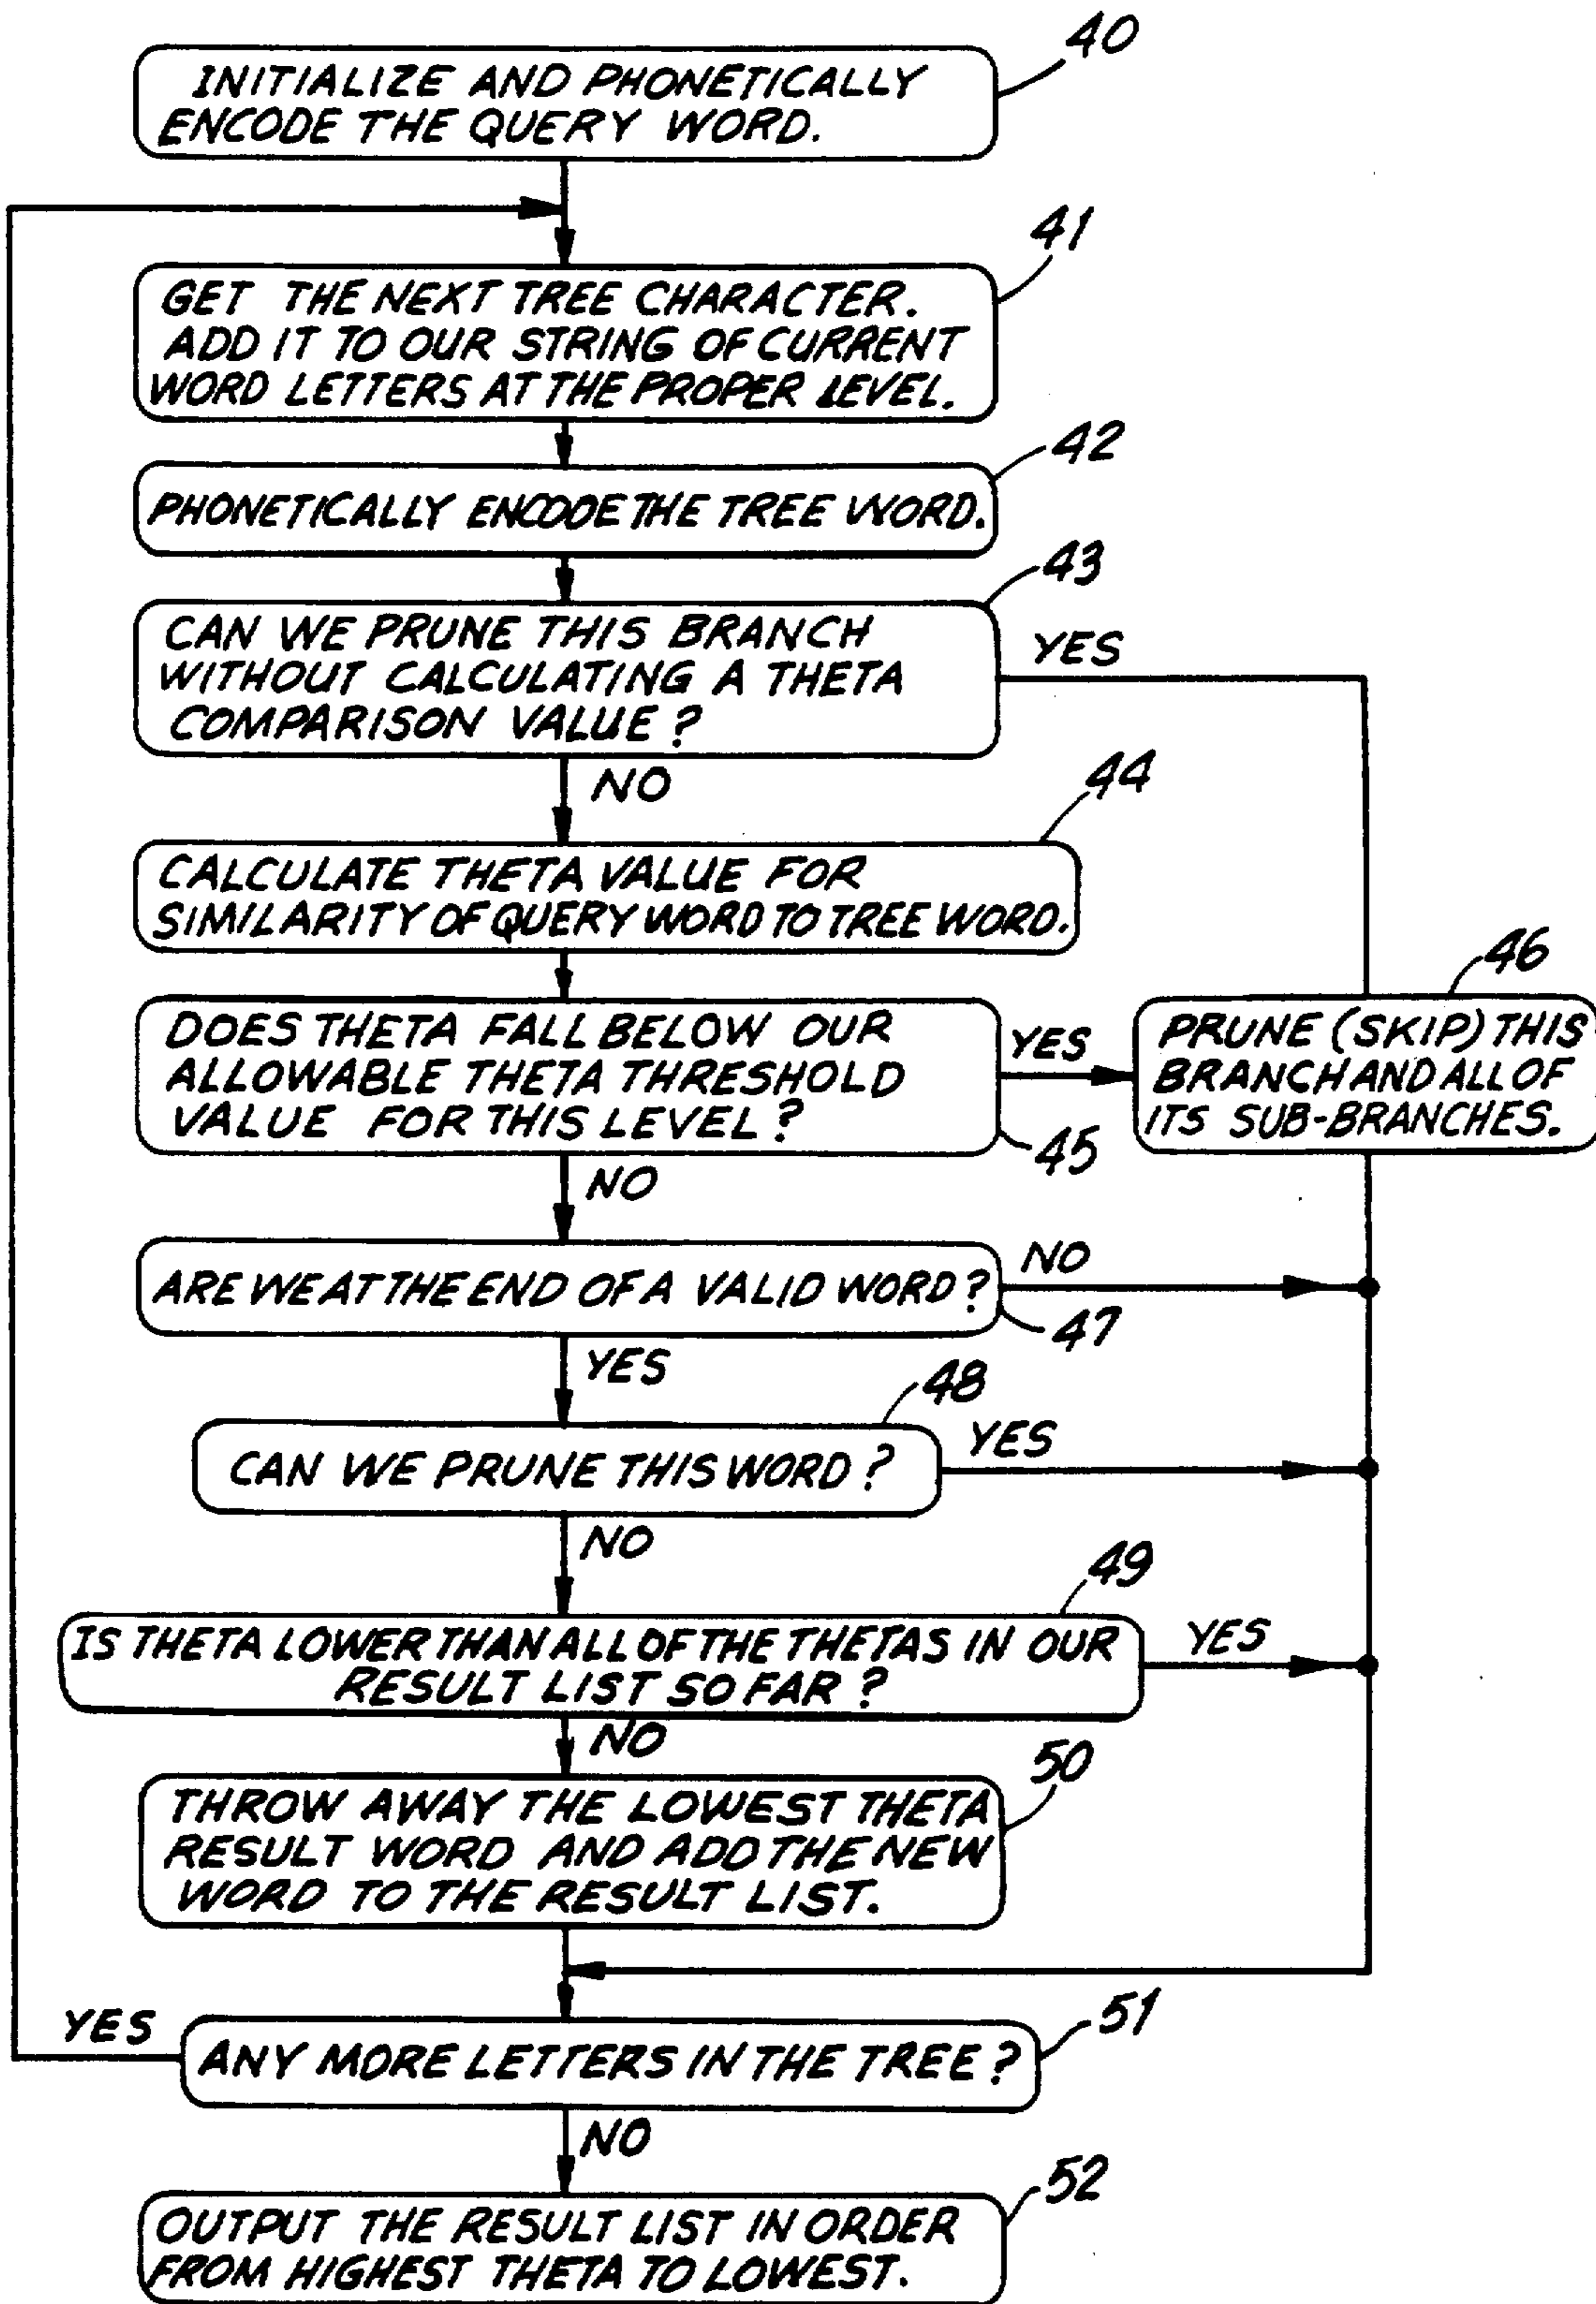 40
INITIALIZE AND PHONETICALLY
ENCODE THE QUERY WORD.
41
GET THE NEXT TREE CHARACTER.
ADD IT TO OUR STRING OF CURRENT
WORD LETTERS AT THE PROPER LEVEL.
42
PHONETICALLY ENCODE THE TREE WORD.
43
CAN WE PRUNE THIS BRANCH
WITHOUT CALCULATING A THETA
COMPARISON VALUE?
YES
NO
44
CALCULATE THETA VALUE FOR
SIMILARITY OF QUERY WORD TO TREE WORD.
DOES THETA FALL BELOW OUR
ALLOWABLE THETA THRESHOLD
VALUE FOR THIS LEVEL?
YES
45
46
PRUNE (SKIP) THIS
BRANCH AND ALL OF
ITS SUB-BRANCHES.
NO
ARE WE AT THE END OF A VALID WORD?
NO
47
YES
48
CAN WE PRUNE THIS WORD?
YES
NO
49
IS THETA LOWER THAN ALL OF THE THETAS IN OUR
RESULT LIST SO FAR?
YES
NO
50
THROW AWAY THE LOWEST THETA
RESULT WORD AND ADD THE NEW
WORD TO THE RESULT LIST.
51
YES
ANY MORE LETTERS IN THE TREE?
NO
52
OUTPUT THE RESULT LIST IN ORDER
FROM HIGHEST THETA TO LOWEST.